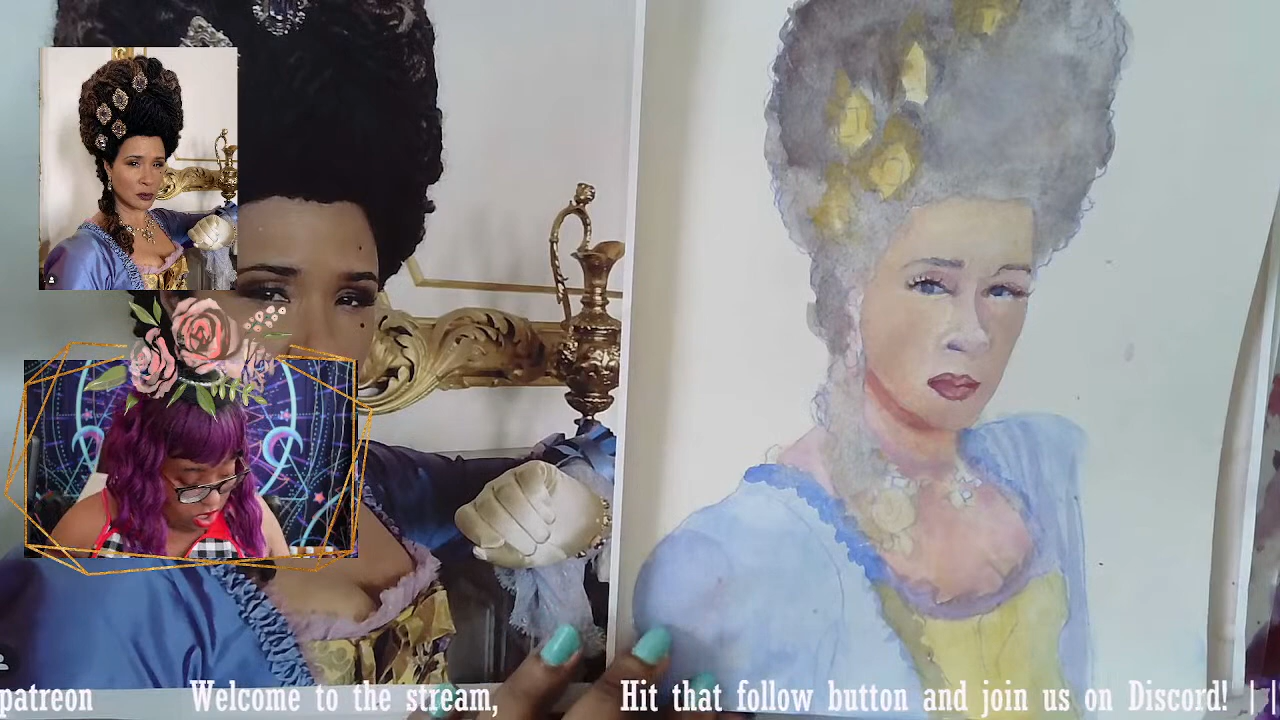 patreon Welcome to the stream, Hit that follow button and join us on Discord! | |